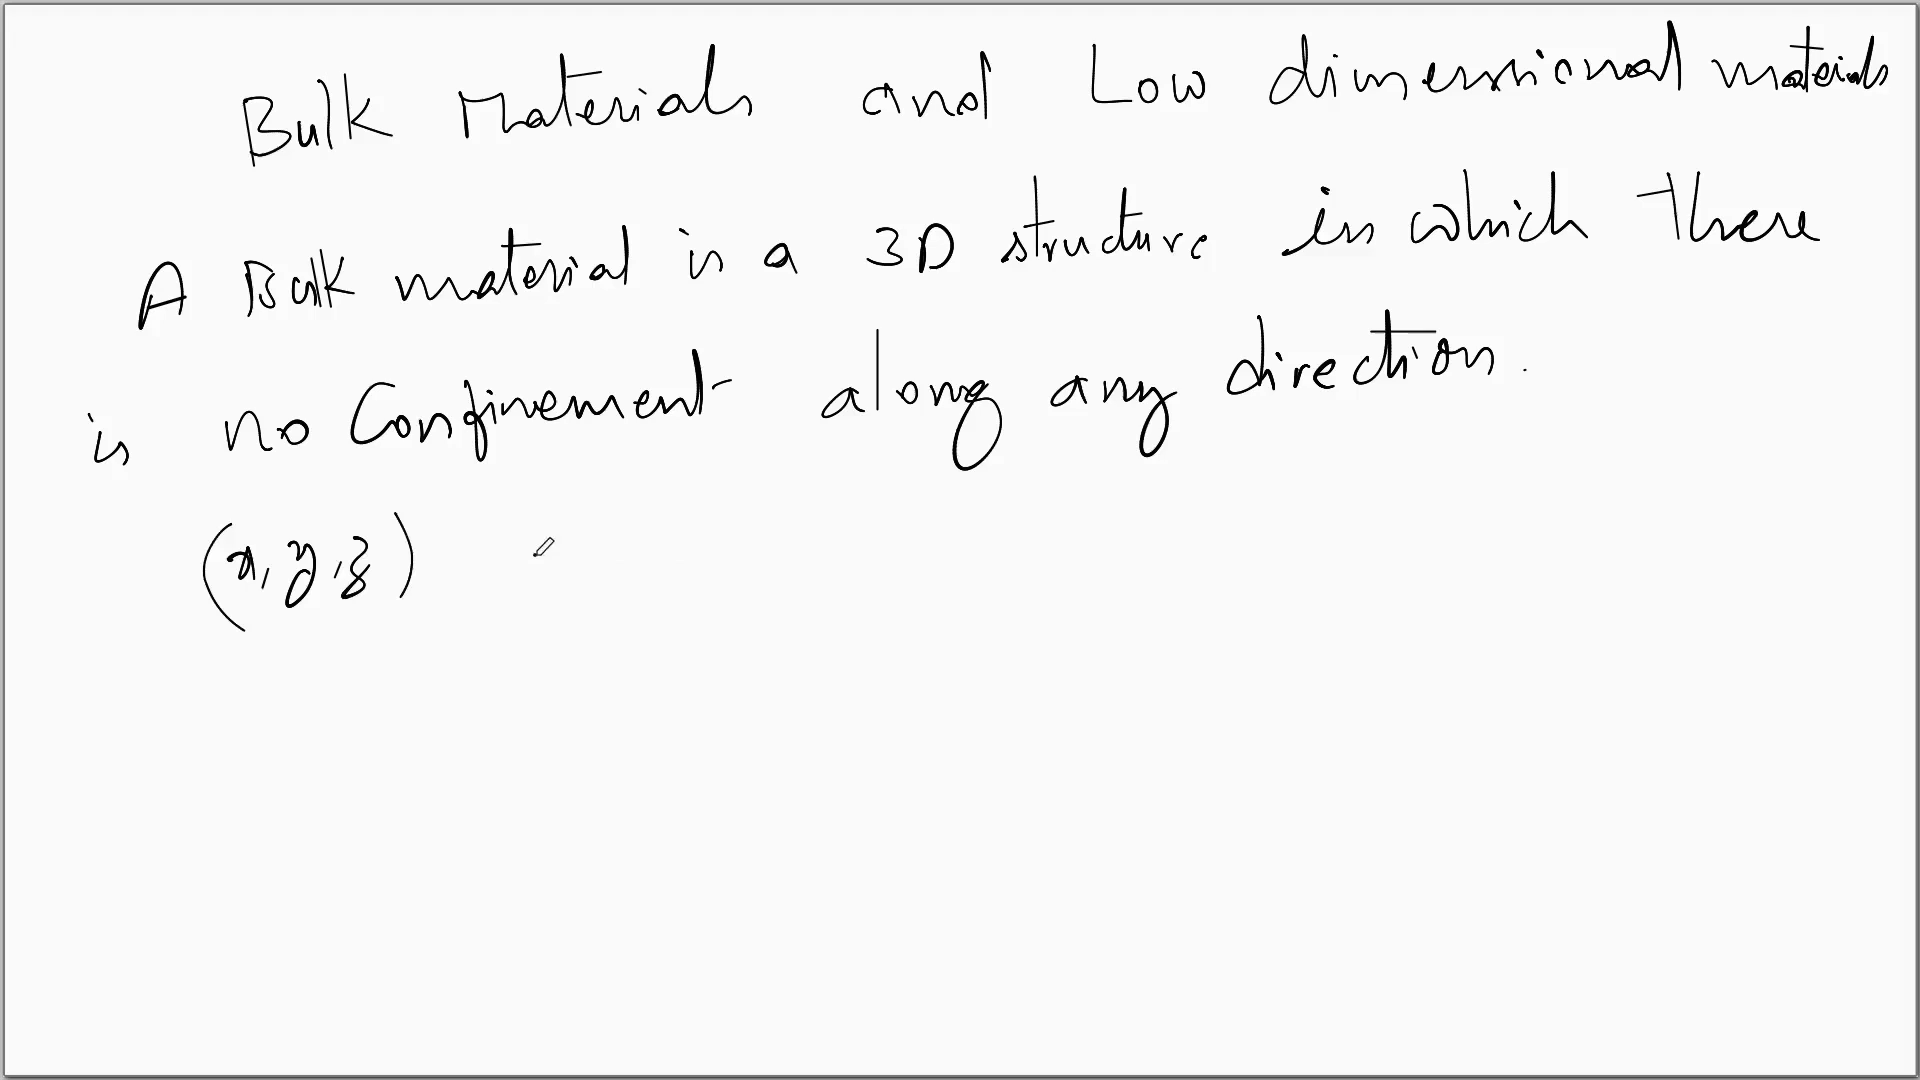 Bulk Materials and Low dimensional materials
A Bulk material is a 3D structure in which there
is no Confinement along any direction.
(x, y, z)